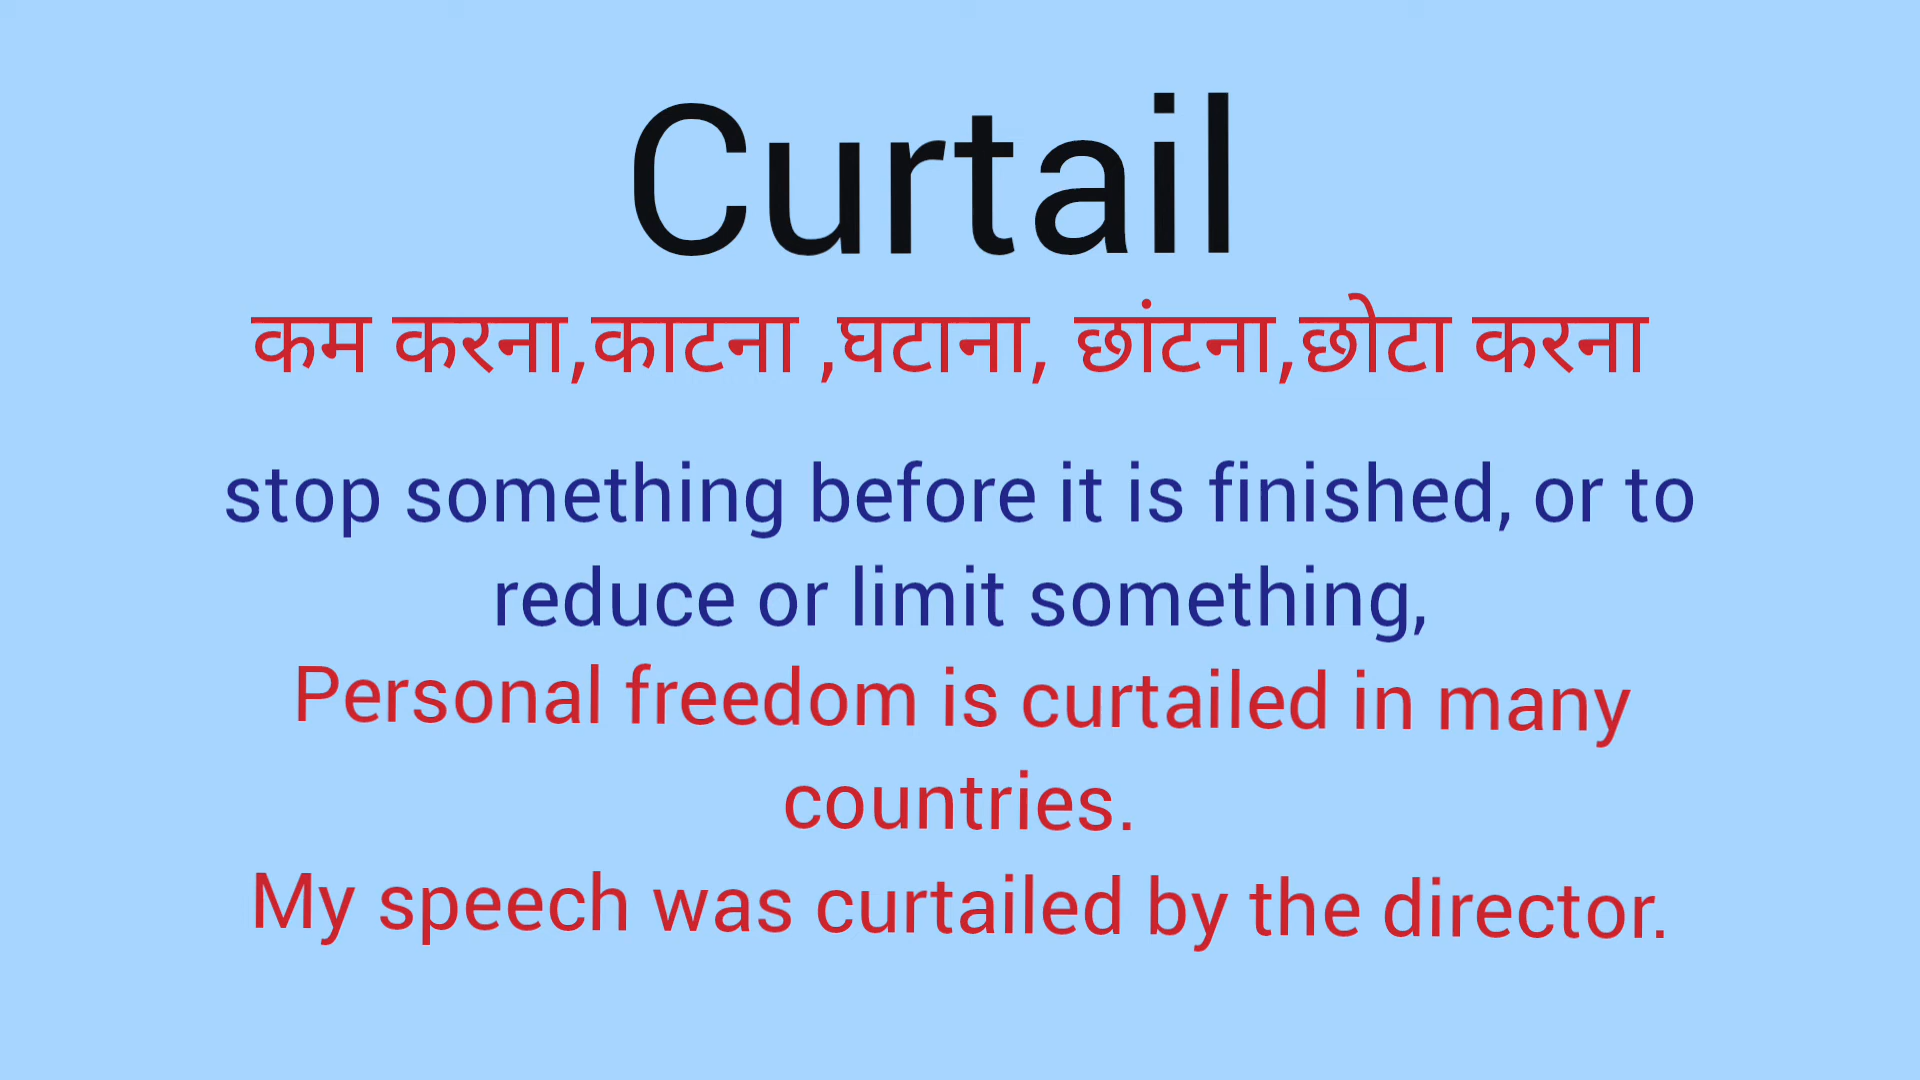 Curtail
कम करना,काटना ,घटाना, छांटना,छोटा करना
stop something before it is finished, or to
reduce or limit something,
Personal freedom is curtailed in many
countries.
My speech was curtailed by the director.